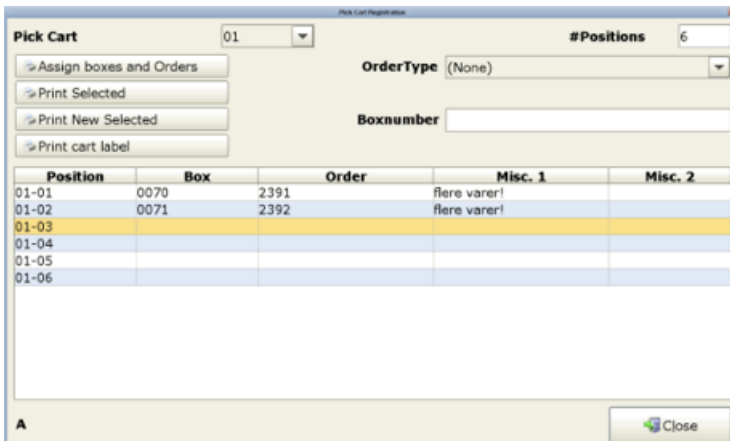 Pick Cart Registration
Pick Cart 01 #Positions 6
Assign boxes and Orders OrderType (None)
Print Selected
Print New Selected Boxnumber
Print cart label
Position Box Order Misc. 1 Misc. 2
01-01 0070 2391 flere varer!
01-02 0071 2392 flere varer!
01-03
01-04
01-05
01-06
A Close